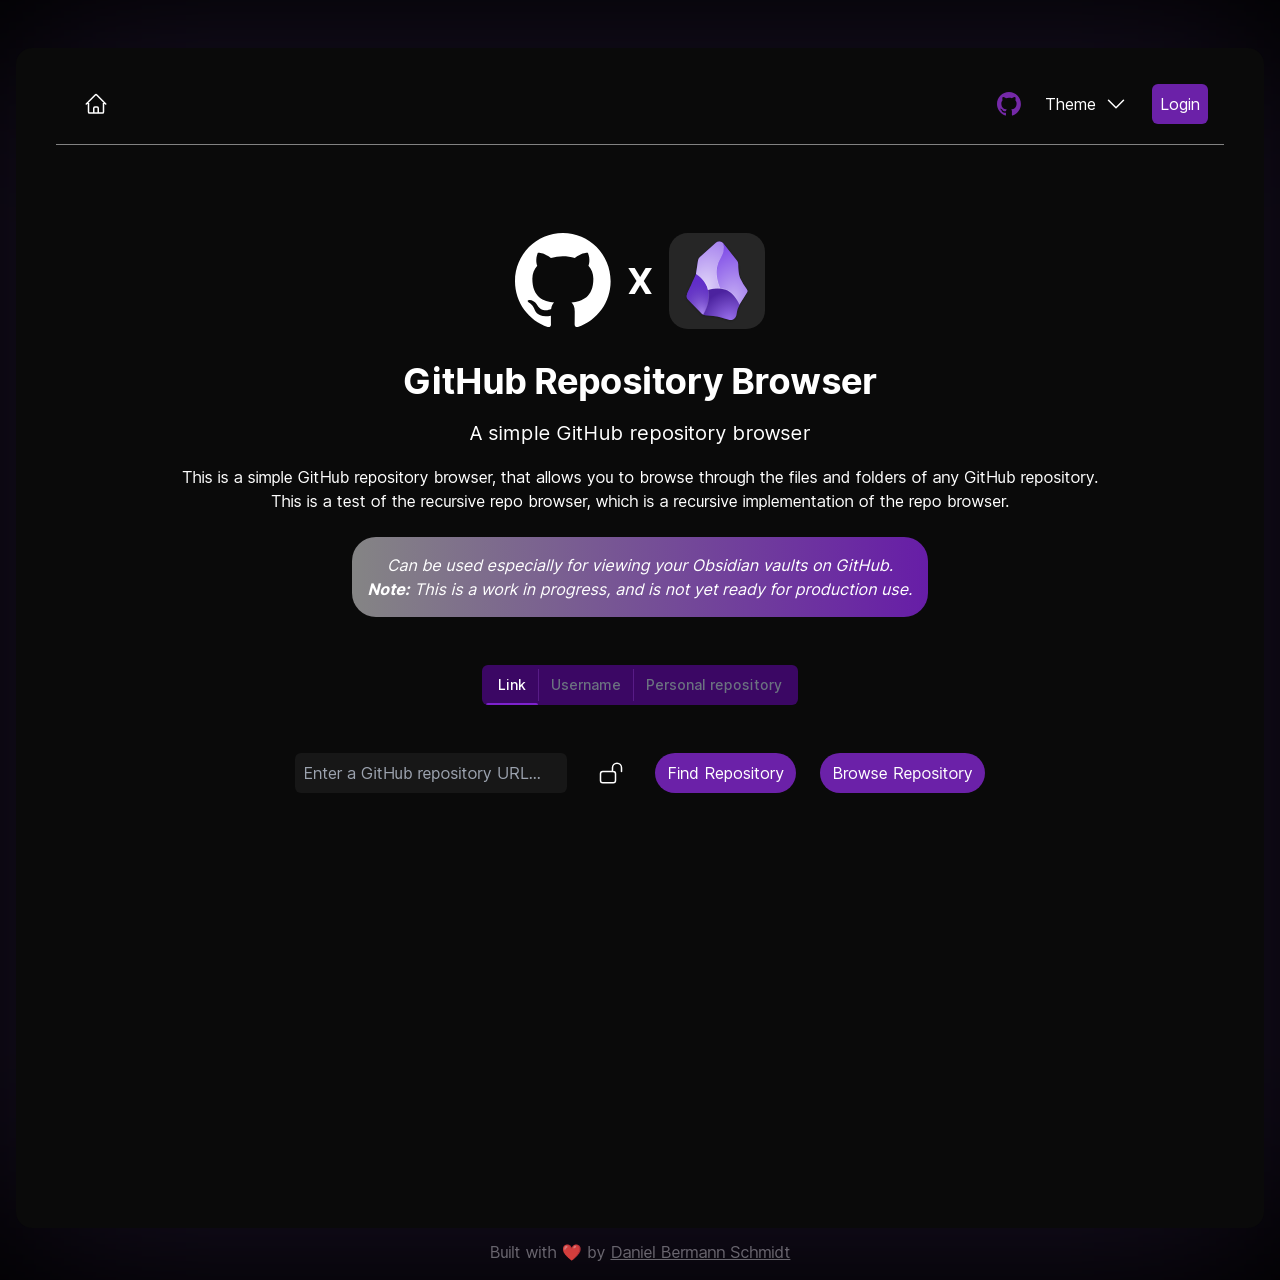 Theme
Login
X
GitHub Repository Browser
A simple GitHub repository browser
This is a simple GitHub repository browser, that allows you to browse through the files and folders of any GitHub repository.
This is a test of the recursive repo browser, which is a recursive implementation of the repo browser.
Can be used especially for viewing your Obsidian vaults on GitHub.
Note: This is a work in progress, and is not yet ready for production use.
Link Username Personal repository
Enter a GitHub repository URL... Find Repository Browse Repository
Built with ❤️ by Daniel Bermann Schmidt